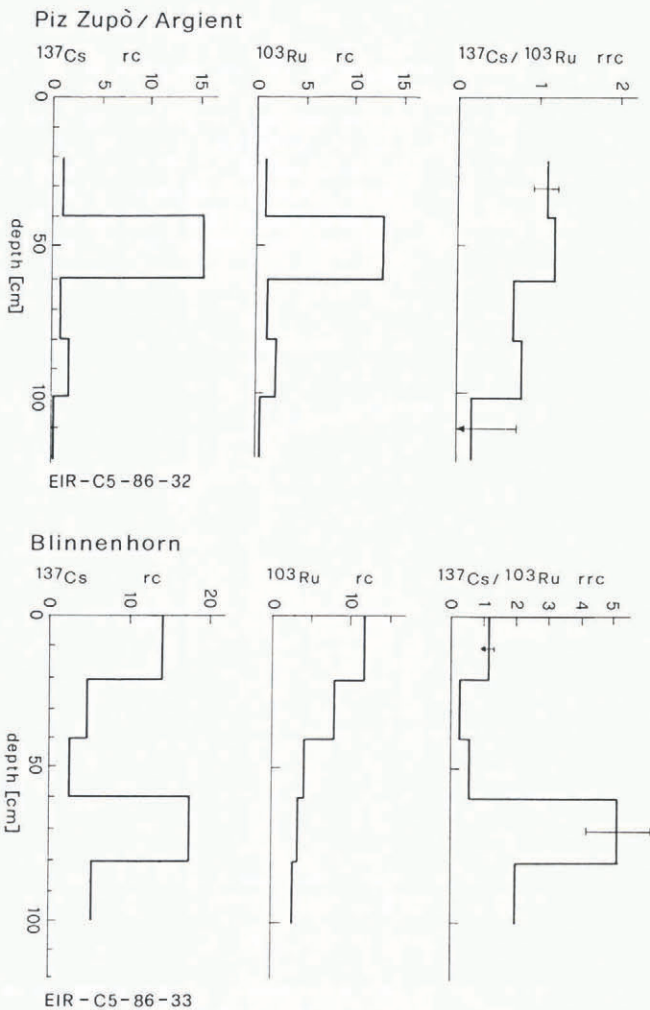 Piz Zupò / Argient
¹³⁷Cs rc
¹⁰³Ru rc
¹³⁷Cs / ¹⁰³Ru rrc
0 5 10 15
0 5 10 15
0 1 2
0
50
100
depth [cm]
EIR-C5-86-32
Blinnenhorn
¹³⁷Cs rc
¹⁰³Ru rc
¹³⁷Cs / ¹⁰³Ru rrc
0 10 20
10
0 1 2 3 4 5
0
50
100
depth [cm]
EIR-C5-86-33